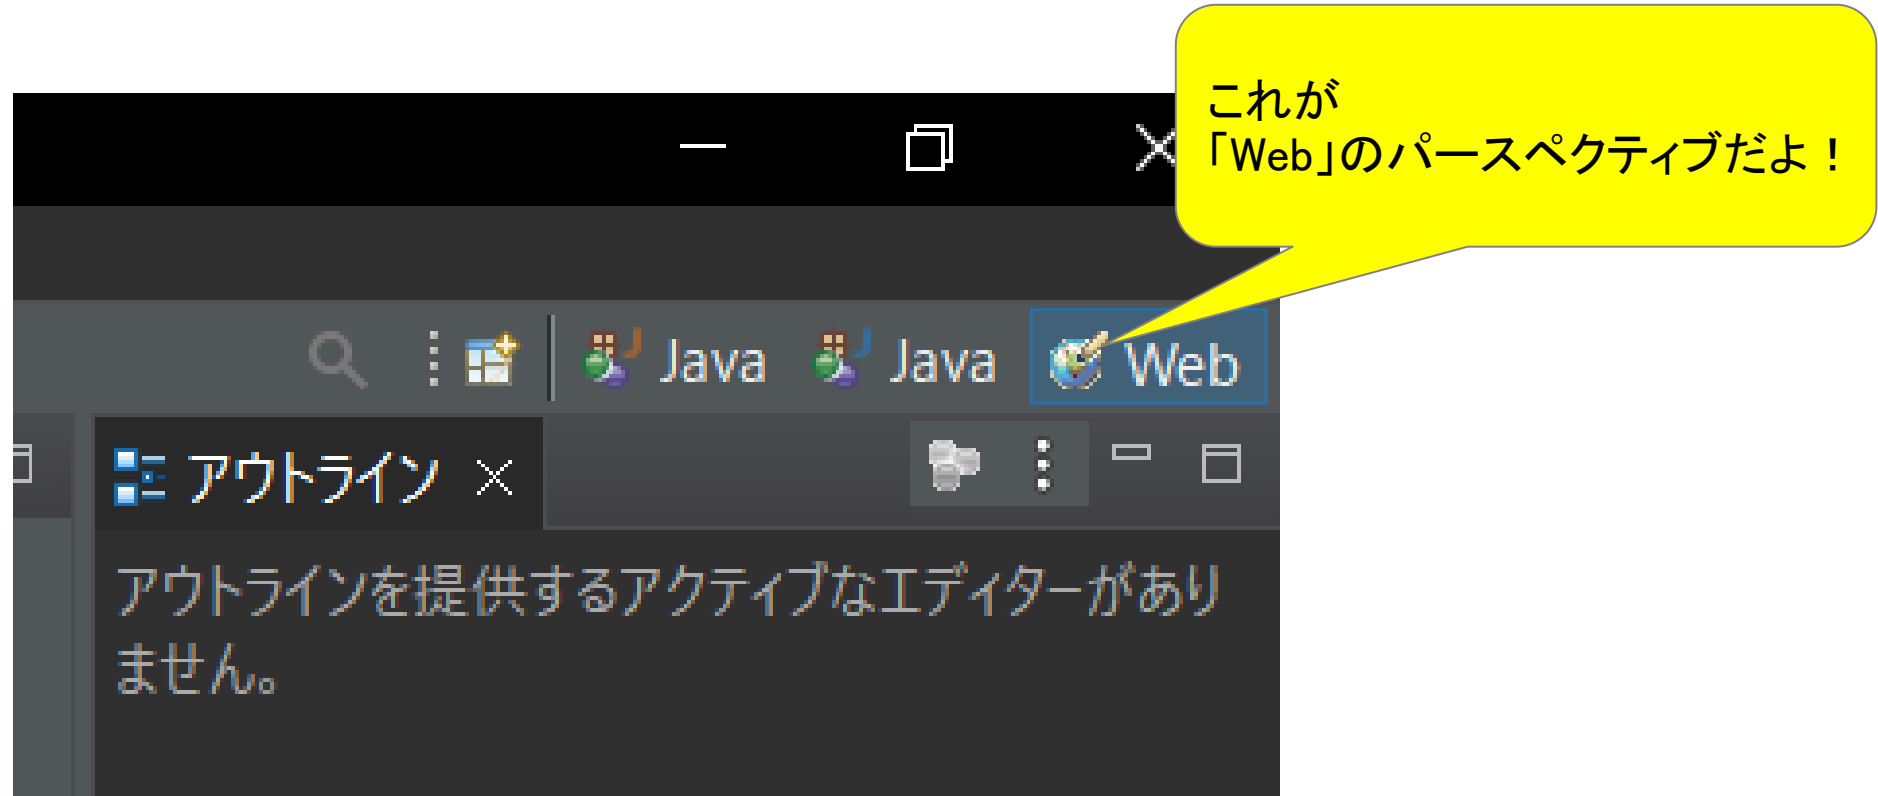 これが
「Web」のパースペクティブだよ！
Java Java Web
アウトライン
アウトラインを提供するアクティブなエディターがあり
ません。